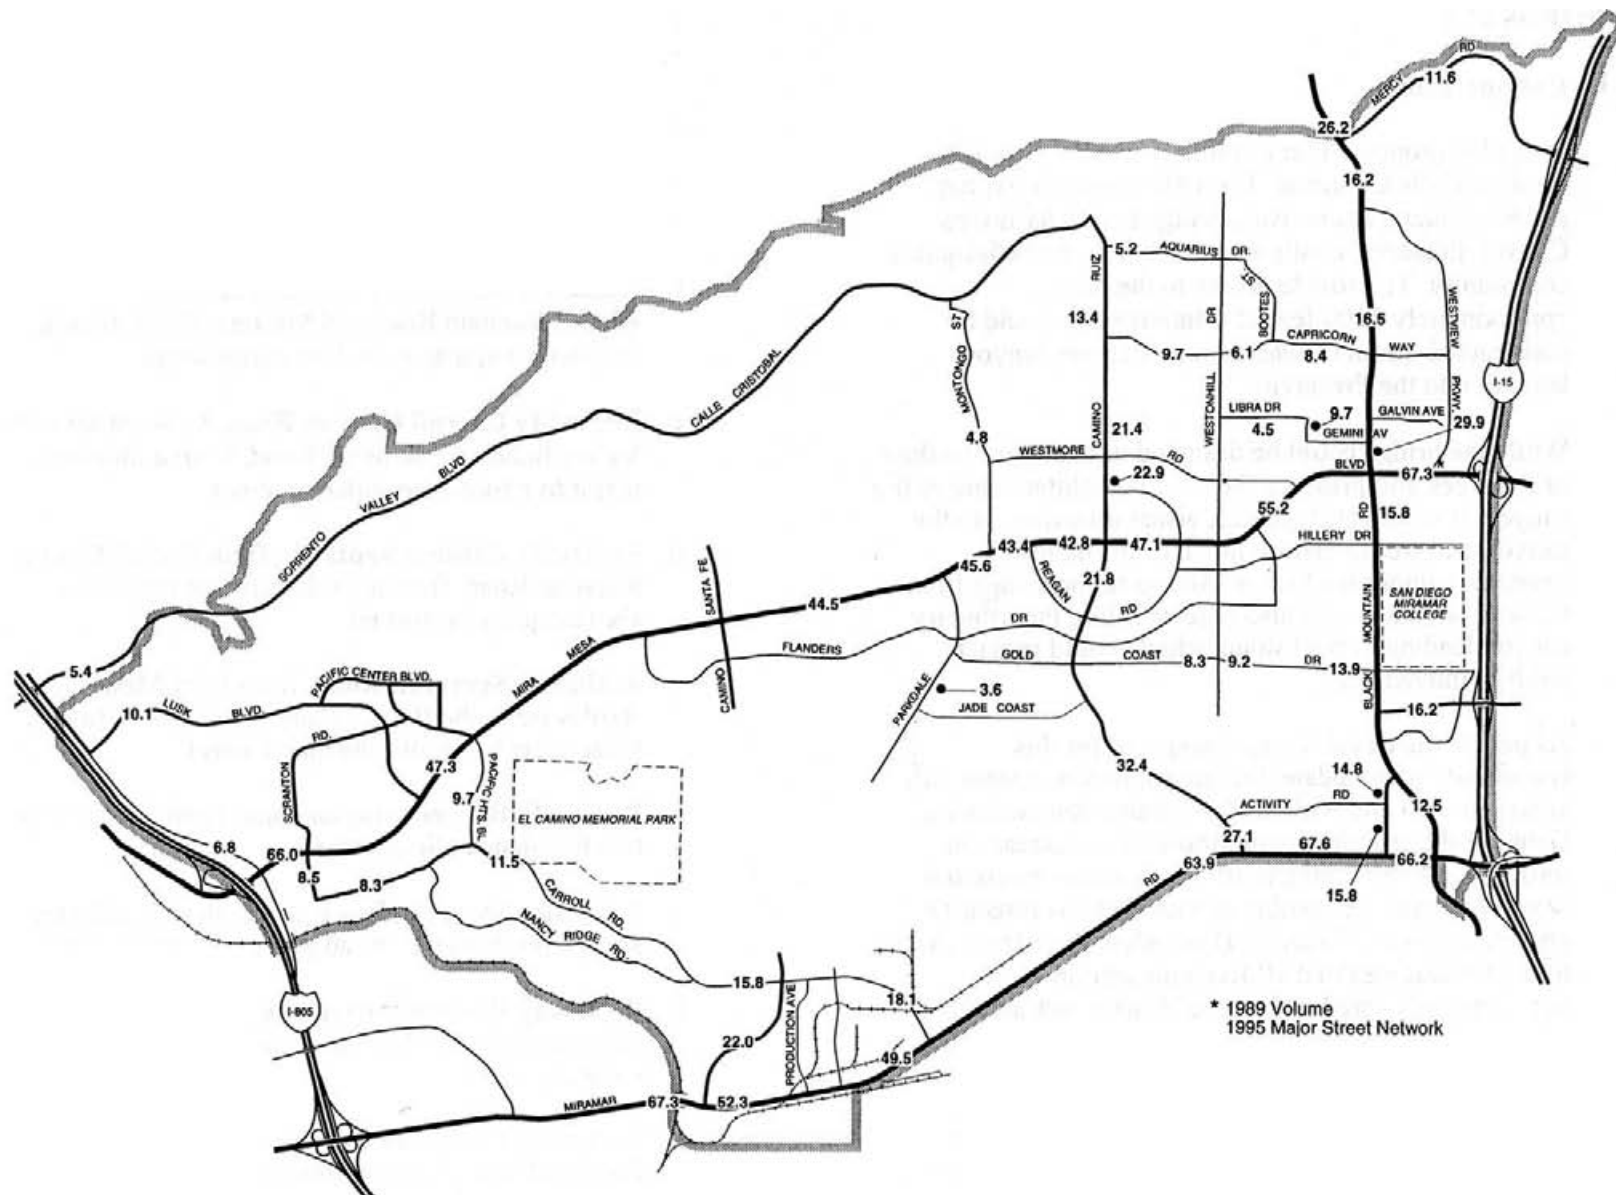 MERCY RD
11.6
26.2
16.2
5.2
AQUARIUS DR
RUIZ
DR
BOOTES ST
WESTVIEW PKWY.
13.4
16.5
CAPRICORN WAY
9.7
6.1
8.4
MONTONGO ST
CALLE CRISTOBAL
I-15
WESTONHILL
LIBRA DR
4.5
9.7
GALVIN AVE
29.9
GEMINI AV
CAMINO
21.4
4.8
WESTMORE RD
22.9
BLVD
67.3
*
SORRENTO VALLEY BLVD.
55.2
RD
15.8
HILLERY DR
43.4
42.8
47.1
45.6
REAGAN RD
21.8
SAN DIEGO
MIRAMAR
COLLEGE
SANTA FE
44.5
MESA
FLANDERS DR
GOLD COAST DR
8.3
9.2
13.9
MOUNTAIN
BLACK
5.4
PACIFIC CENTER BLVD.
MIRA
CAMINO
PARKDALE
3.6
JADE COAST
10.1
LUSK BLVD.
16.2
SCRANTON RD.
47.3
PACIFIC HTS. BL
9.7
EL CAMINO MEMORIAL PARK
32.4
14.8
ACTIVITY RD
12.5
27.1
67.6
66.2
63.9
RD
15.8
6.8
66.0
8.5
8.3
11.5
CARROLL RD.
NANCY RIDGE RD.
15.8
18.1
PRODUCTION AVE
I-805
22.0
49.5
MIRAMAR
67.3
52.3
* 1989 Volume
1995 Major Street Network